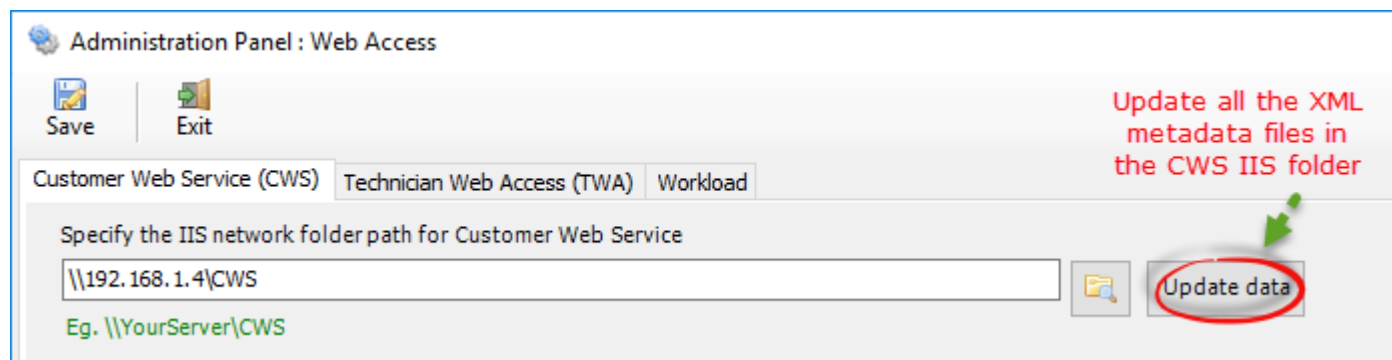 Administration Panel : Web Access
Save
Exit
Update all the XML
metadata files in
the CWS IIS folder
Customer Web Service (CWS)
Technician Web Access (TWA)
Workload
Specify the IIS network folder path for Customer Web Service
\\192.168.1.4\CWS
Update data
Eg. \\YourServer\CWS